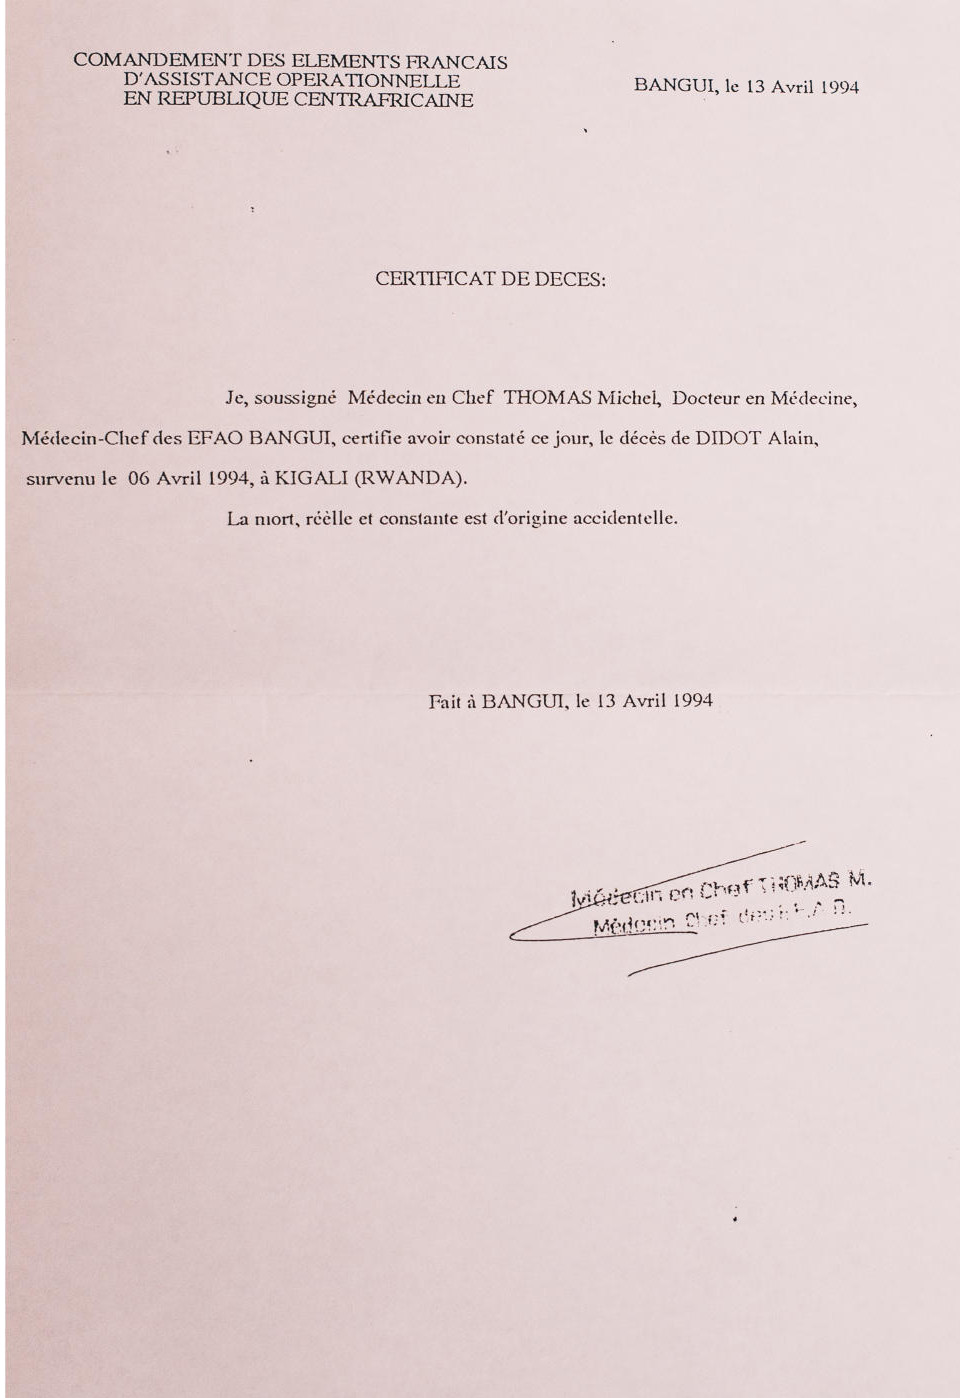 COMANDEMENT DES ELEMENTS FRANCAIS
D'ASSISTANCE OPERATIONNELLE
EN REPUBLIQUE CENTRAFRICAINE
BANGUI, le 13 Avril 1994
CERTIFICAT DE DECES:
Je, soussigné Médecin en Chef THOMAS Michel, Docteur en Médecine,
Médecin-Chef des EFAO BANGUI, certifie avoir constaté ce jour, le décès de DIDOT Alain,
survenu le 06 Avril 1994, à KIGALI (RWANDA).
La mort, réèlle et constante est d'origine accidentelle.
Fait à BANGUI, le 13 Avril 1994
Médecin en Chef THOMAS M.
Médecin Chef des